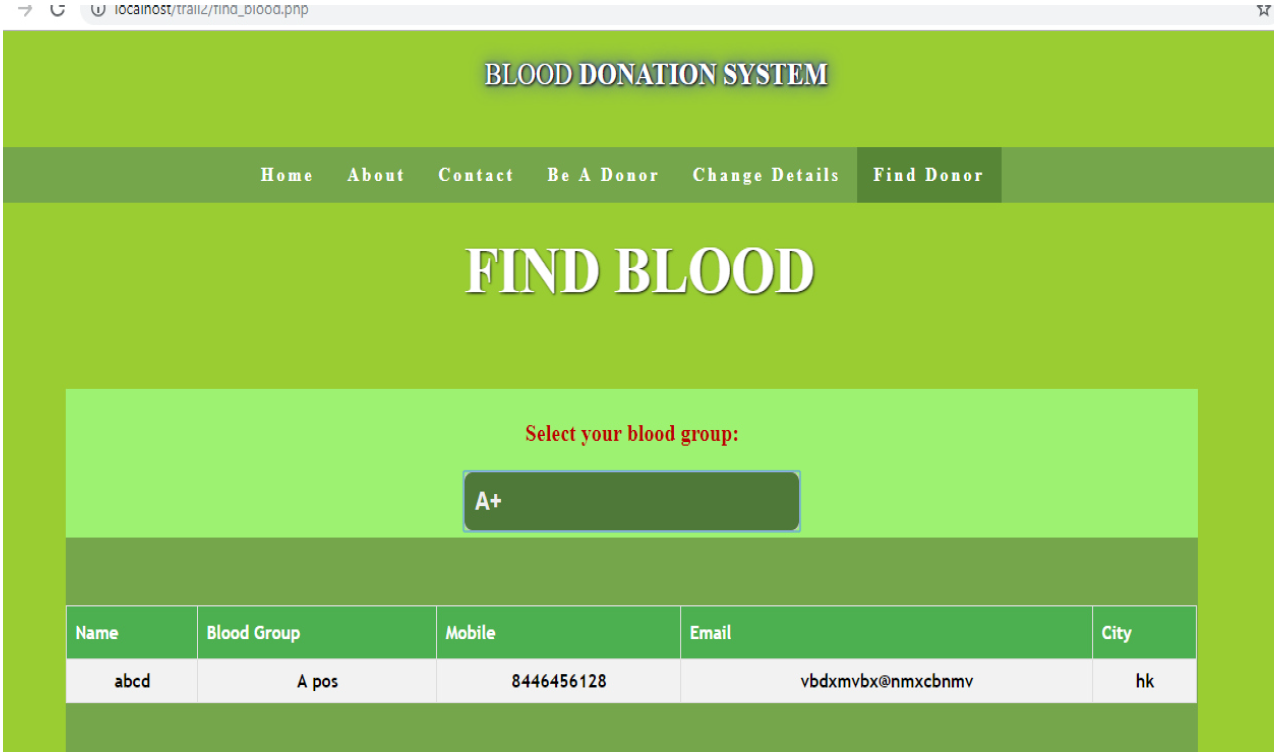 localhost/trail2/find_blood.php
BLOOD DONATION SYSTEM
Home About Contact Be A Donor Change Details Find Donor
FIND BLOOD
Select your blood group:
A+
Name Blood Group Mobile Email City
abcd A pos 8446456128 vbdxmvbx@nmxcbnmv hk